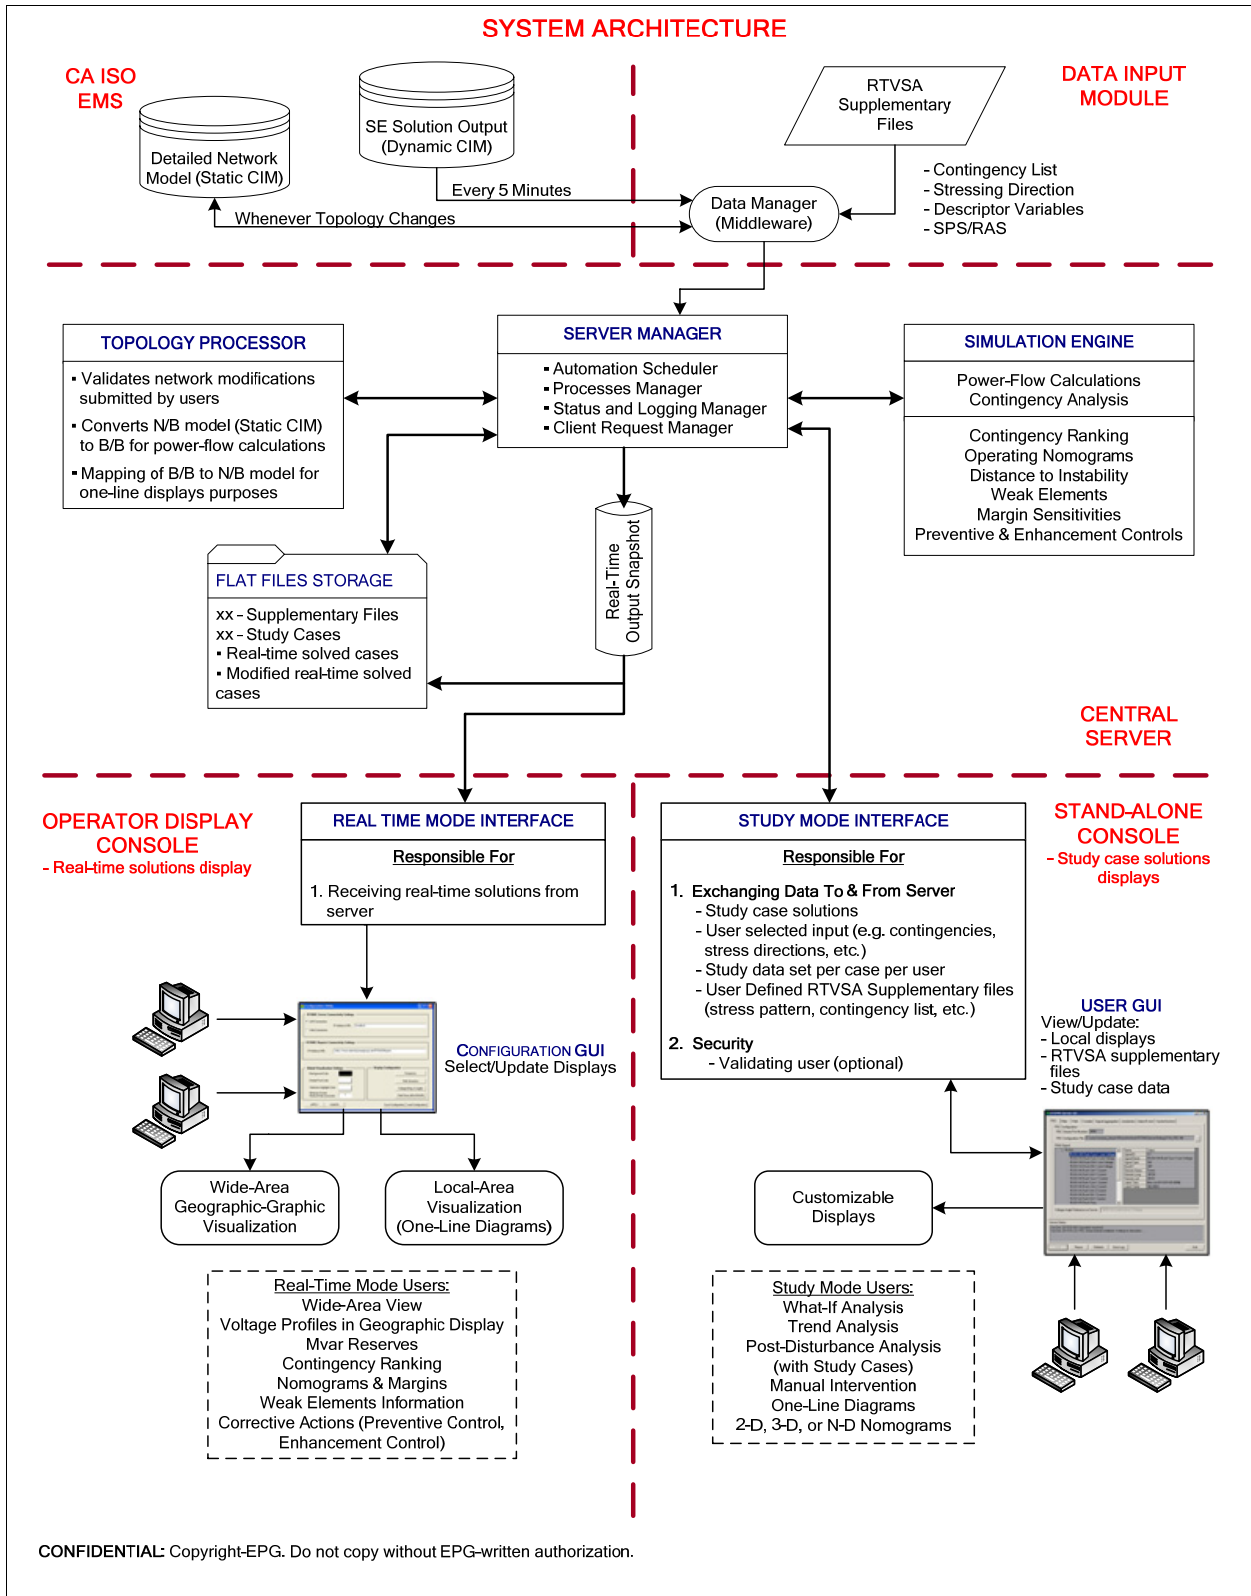 SYSTEM ARCHITECTURE
CA ISO
EMS
DATA INPUT
MODULE
Detailed Network
Model (Static CIM)
SE Solution Output
(Dynamic CIM)
RTVSA
Supplementary
Files
Every 5 Minutes
Whenever Topology Changes
Data Manager
(Middleware)
- Contingency List
- Stressing Direction
- Descriptor Variables
- SPS/RAS
TOPOLOGY PROCESSOR
▪ Validates network modifications
submitted by users
▪ Converts N/B model (Static CIM)
to B/B for power-flow calculations
▪ Mapping of B/B to N/B model for
one-line displays purposes
SERVER MANAGER
▪ Automation Scheduler
▪ Processes Manager
▪ Status and Logging Manager
▪ Client Request Manager
SIMULATION ENGINE
Power-Flow Calculations
Contingency Analysis
Contingency Ranking
Operating Nomograms
Distance to Instability
Weak Elements
Margin Sensitivities
Preventive & Enhancement Controls
Real-Time
Output Snapshot
FLAT FILES STORAGE
xx - Supplementary Files
xx - Study Cases
▪ Real-time solved cases
▪ Modified real-time solved
cases
CENTRAL
SERVER
OPERATOR DISPLAY
CONSOLE
- Real-time solutions display
REAL TIME MODE INTERFACE
Responsible For
1. Receiving real-time solutions from
server
STUDY MODE INTERFACE
Responsible For
1. Exchanging Data To & From Server
- Study case solutions
- User selected input (e.g. contingencies,
stress directions, etc.)
- Study data set per case per user
- User Defined RTVSA Supplementary files
(stress pattern, contingency list, etc.)
2. Security
- Validating user (optional)
STAND-ALONE
CONSOLE
- Study case solutions
displays
CONFIGURATION GUI
Select/Update Displays
USER GUI
View/Update:
- Local displays
- RTVSA supplementary
files
- Study case data
Wide-Area
Geographic-Graphic
Visualization
Local-Area
Visualization
(One-Line Diagrams)
Customizable
Displays
Real-Time Mode Users:
Wide-Area View
Voltage Profiles in Geographic Display
Mvar Reserves
Contingency Ranking
Nomograms & Margins
Weak Elements Information
Corrective Actions (Preventive Control,
Enhancement Control)
Study Mode Users:
What-If Analysis
Trend Analysis
Post-Disturbance Analysis
(with Study Cases)
Manual Intervention
One-Line Diagrams
2-D, 3-D, or N-D Nomograms
CONFIDENTIAL: Copyright-EPG. Do not copy without EPG-written authorization.